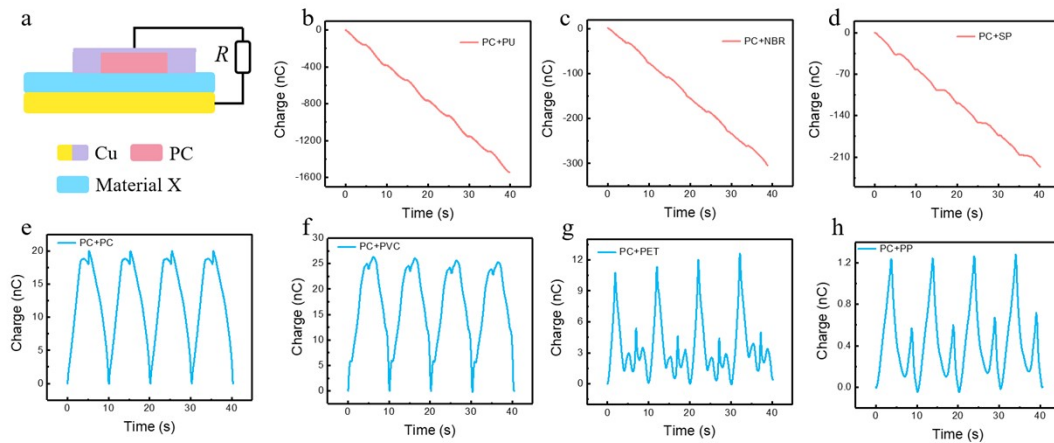 a
R
Cu
PC
Material X
b
PC+PU
Charge (nC)
0
-400
-800
-1200
-1600
0 10 20 30 40
Time (s)
c
PC+NBR
Charge (nC)
0
-100
-200
-300
0 10 20 30 40
Time (s)
d
PC+SP
Charge (nC)
0
-70
-140
-210
0 10 20 30 40
Time (s)
e
PC+PC
Charge (nC)
20
15
10
5
0
0 10 20 30 40
Time (s)
f
PC+PVC
Charge (nC)
30
25
20
15
10
5
0
0 10 20 30 40
Time (s)
g
PC+PET
Charge (nC)
12
9
6
3
0
0 10 20 30 40
Time (s)
h
PC+PP
Charge (nC)
1.2
0.8
0.4
0.0
0 10 20 30 40
Time (s)